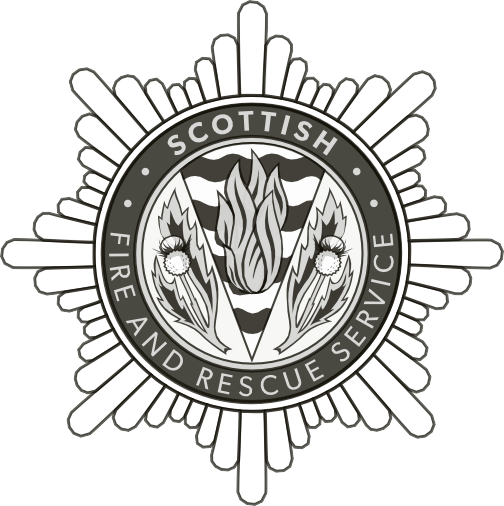 SCOTTISH
FIRE AND RESCUE SERVICE